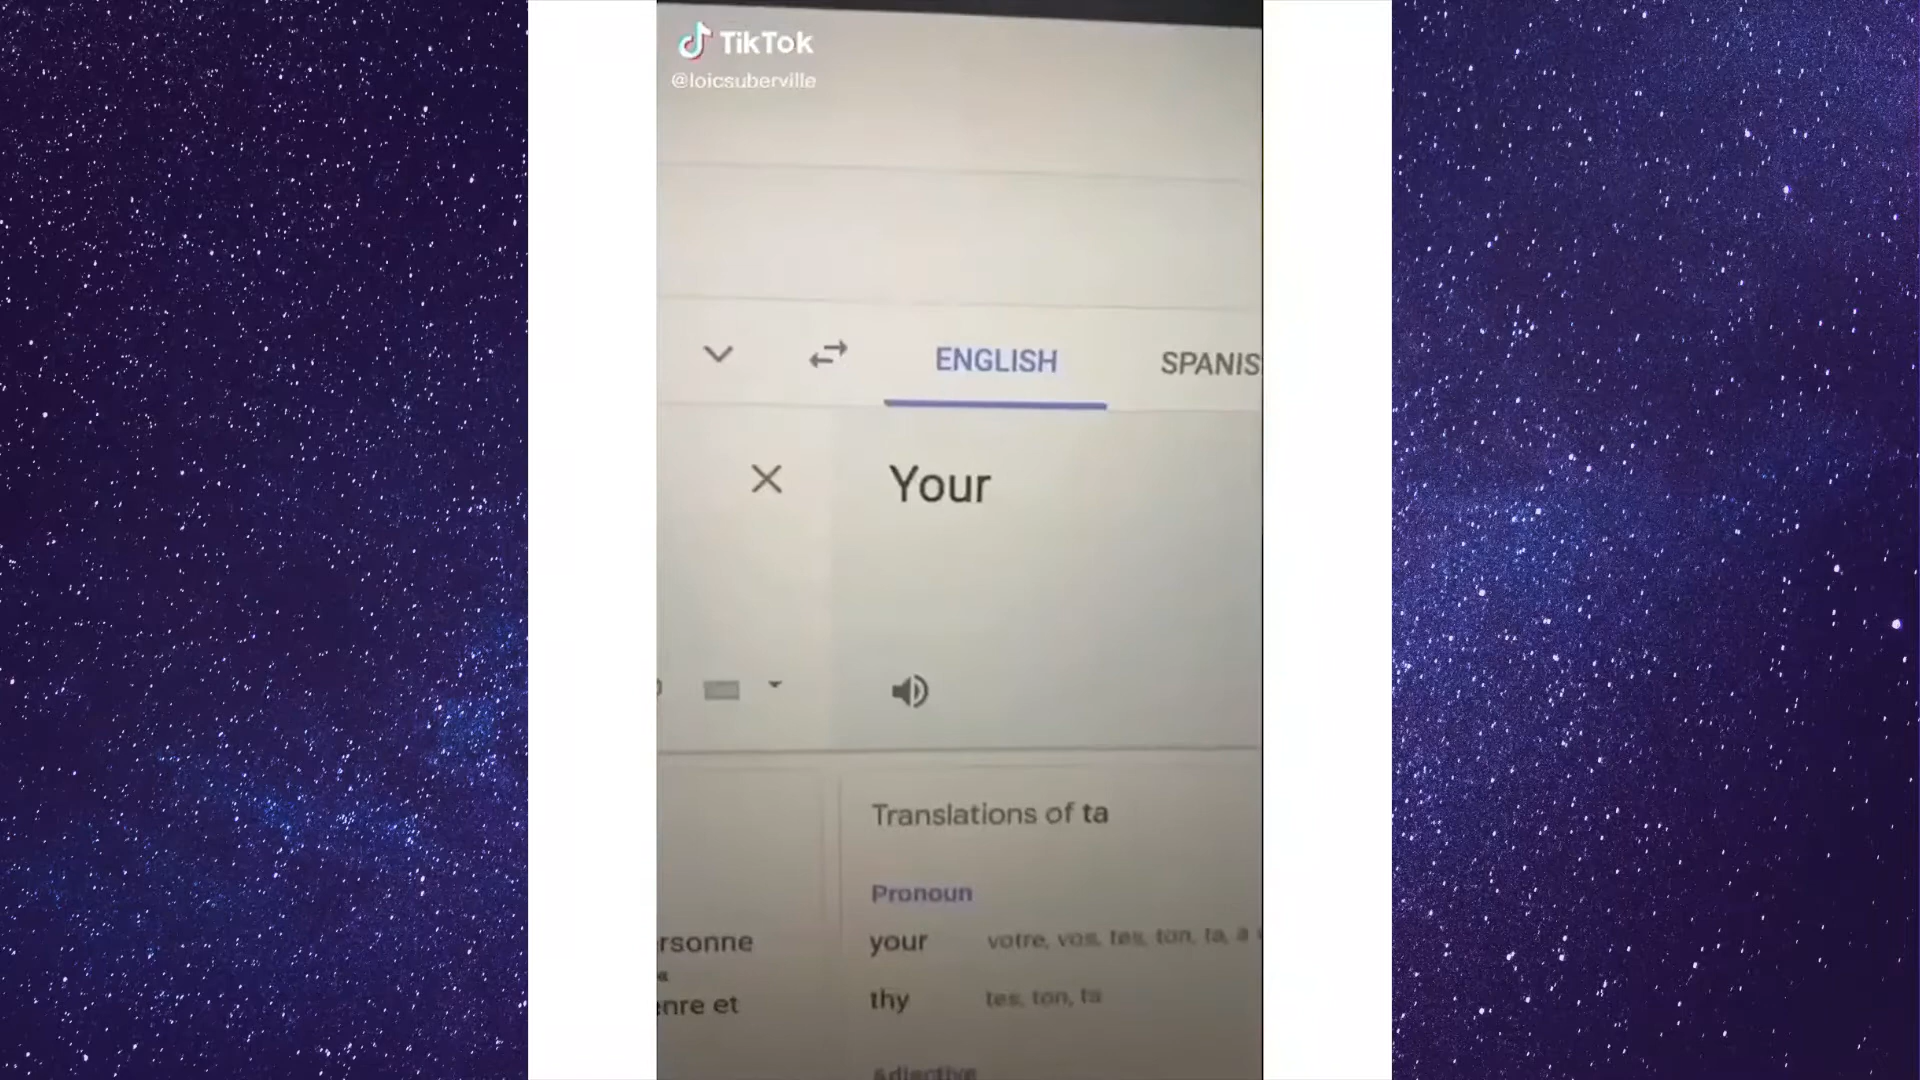 TikTok
@loicsuberville
ENGLISH
SPANIS
Your
Translations of ta
Pronoun
rsonne
your votre, vos, tes, ton, ta, à
nre et
thy tes, ton, ta